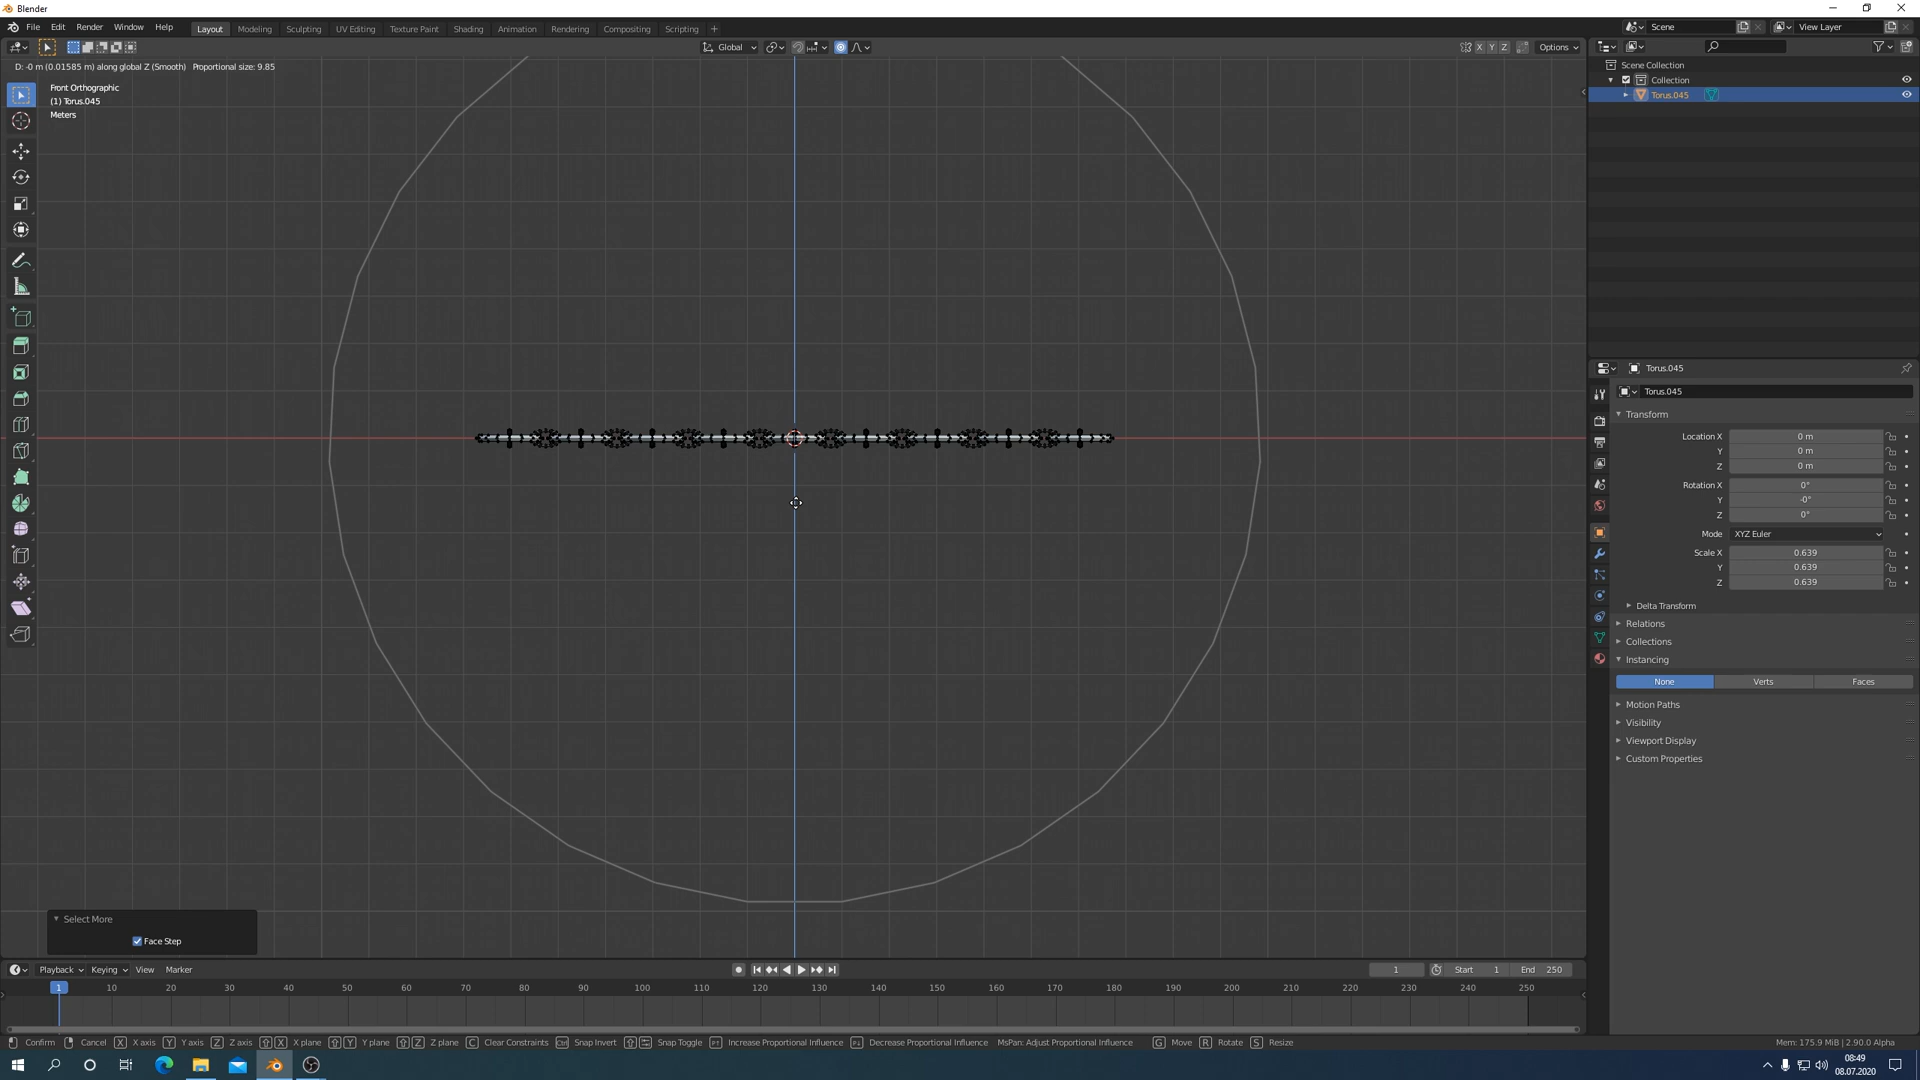 Blender
File Edit Render Window Help Layout Modeling Sculpting UV Editing Texture Paint Shading Animation Rendering Compositing Scripting + Scene View Layer
Global X Y Z Options
D: -0 m (0.01585 m) along global Z (Smooth) Proportional size: 9.85
Front Orthographic
(1) Torus.045
Meters
Scene Collection
Collection
Torus.045
Torus.045
Torus.045
Transform
Location X 0 m
Y 0 m
Z 0 m
Rotation X 0°
Y -0°
Z 0°
Mode XYZ Euler
Scale X 0.639
Y 0.639
Z 0.639
Delta Transform
Relations
Collections
Instancing
None Verts Faces
Motion Paths
Visibility
Viewport Display
Custom Properties
Select More
Face Step
Playback Keying View Marker 1 Start 1 End 250
1 10 20 30 40 50 60 70 80 90 100 110 120 130 140 150 160 170 180 190 200 210 220 230 240 250
Confirm Cancel X X axis Y Y axis Z Z axis X X plane Y Y plane Z Z plane C Clear Constraints Ctrl Snap Invert Snap Toggle Increase Proportional Influence Decrease Proportional Influence MsPan: Adjust Proportional Influence G Move R Rotate S Resize Mem: 175.9 MiB | 2.90.0 Alpha
08:49
08.07.2020